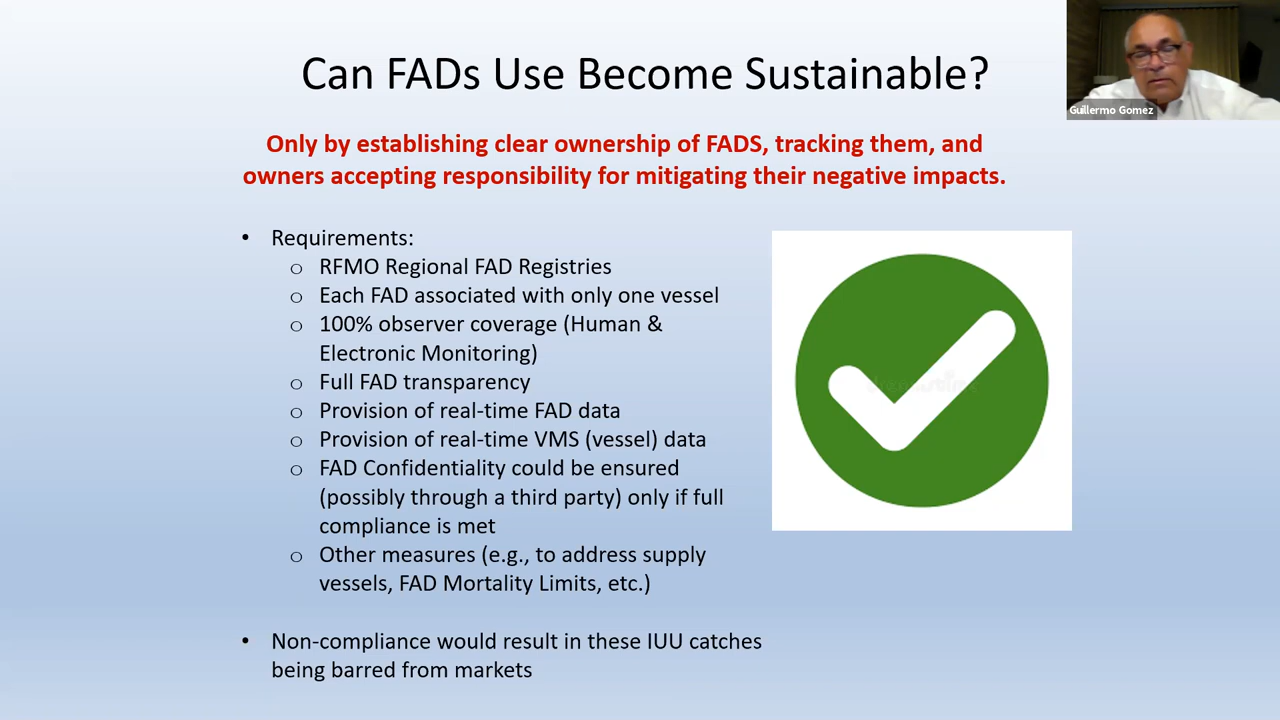 Can FADs Use Become Sustainable?
Guillermo Gomez
Only by establishing clear ownership of FADS, tracking them, and
owners accepting responsibility for mitigating their negative impacts.
• Requirements:
o RFMO Regional FAD Registries
o Each FAD associated with only one vessel
o 100% observer coverage (Human &
Electronic Monitoring)
o Full FAD transparency
o Provision of real-time FAD data
o Provision of real-time VMS (vessel) data
o FAD Confidentiality could be ensured
(possibly through a third party) only if full
compliance is met
o Other measures (e.g., to address supply
vessels, FAD Mortality Limits, etc.)
• Non-compliance would result in these IUU catches
being barred from markets